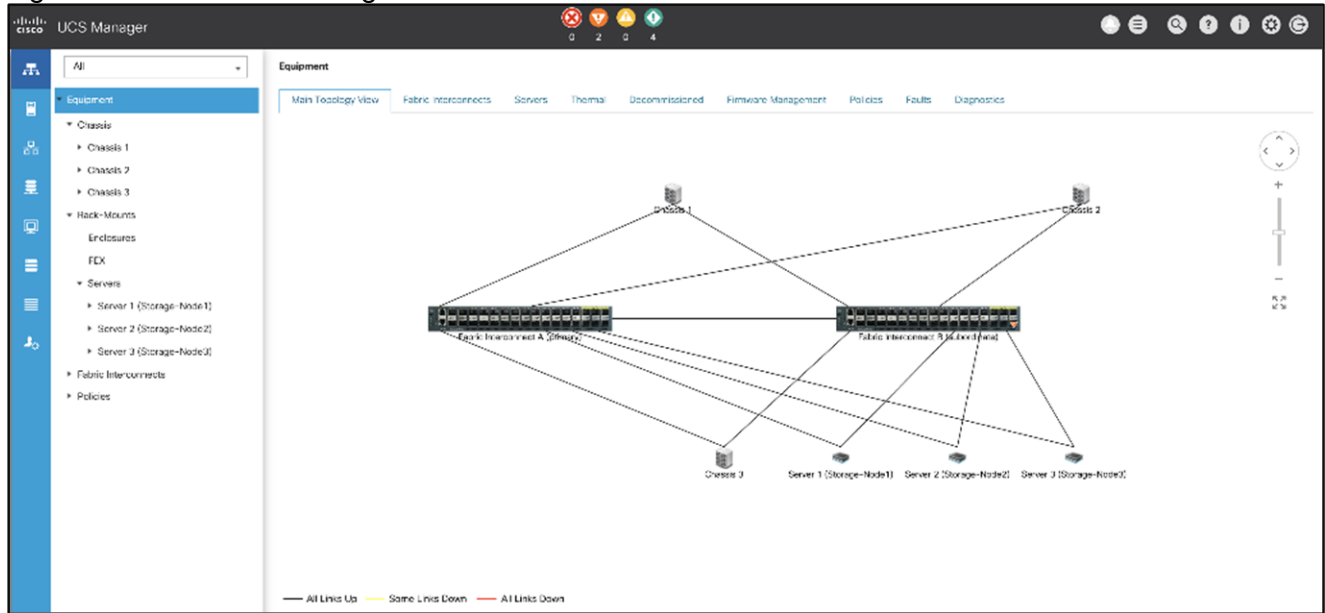 cisco UCS Manager
0 2 0 4
All
Equipment
Chassis
Chassis 1
Chassis 2
Chassis 3
Rack-Mounts
Enclosures
FEX
Servers
Server 1 (Storage-Node1)
Server 2 (Storage-Node2)
Server 3 (Storage-Node3)
Fabric Interconnects
Policies
Equipment
Main Topology View Fabric Interconnects Servers Thermal Decommissioned Firmware Management Policies Faults Diagnostics
Chassis 1
Chassis 2
Fabric Interconnect A (primary)
Fabric Interconnect B (subordinate)
Chassis 3
Server 1 (Storage-Node1)
Server 2 (Storage-Node2)
Server 3 (Storage-Node3)
All Links Up Some Links Down All Links Down